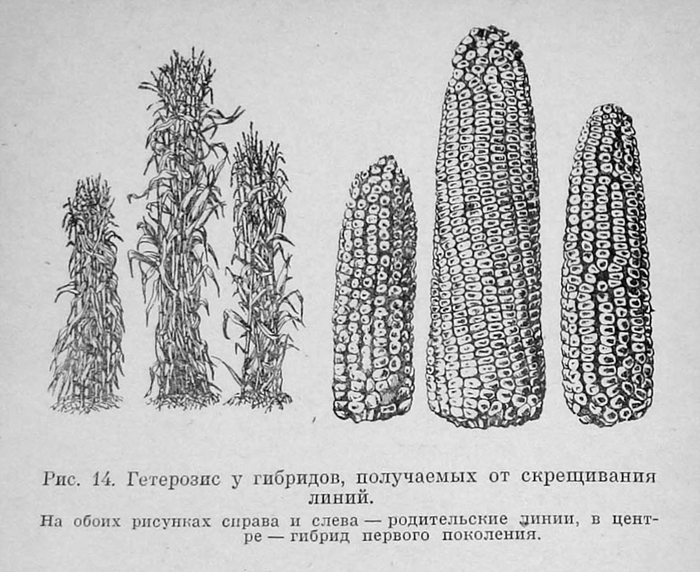 Рис. 14. Гетерозис у гибридов, получаемых от скрещивания
линий.
На обоих рисунках справа и слева — родительские линии, в цент-
ре — гибрид первого поколения.